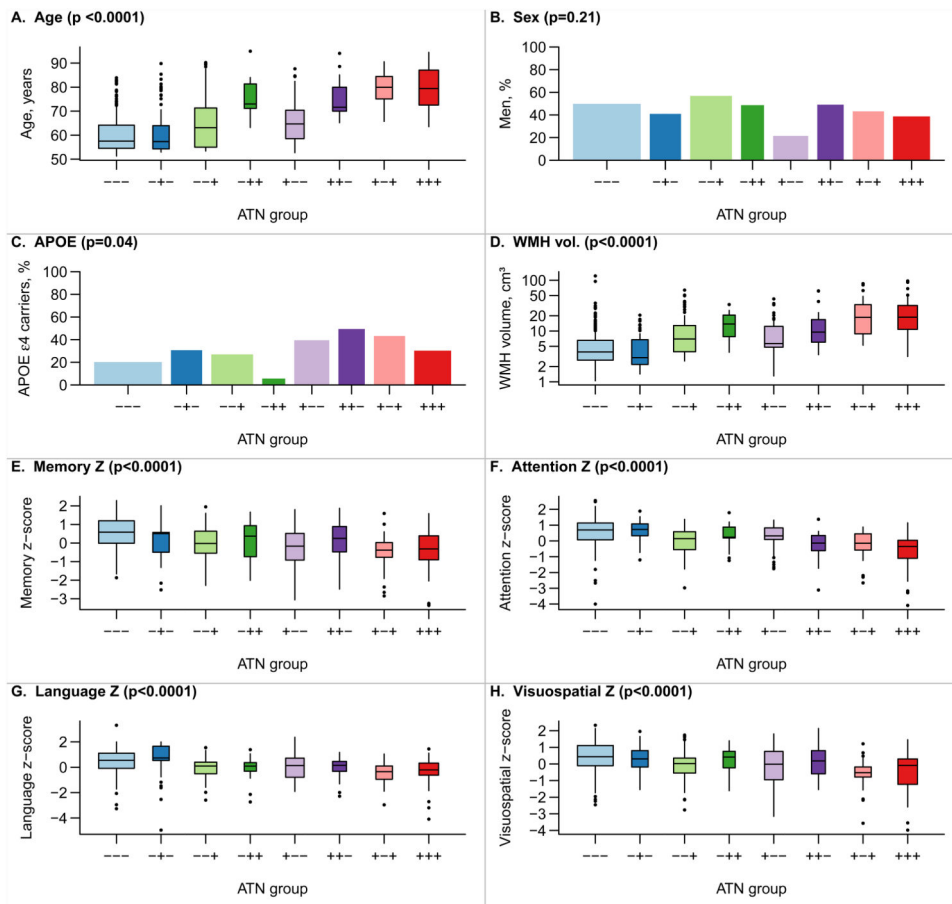 A. Age (p <0.0001)
Age, years
90
80
70
60
50
−−− −+− −−+ −++ +−− ++− +−+ +++
ATN group
B. Sex (p=0.21)
Men, %
100
80
60
40
20
0
−−− −+− −−+ −++ +−− ++− +−+ +++
ATN group
C. APOE (p=0.04)
APOE ε4 carriers, %
100
80
60
40
20
0
−−− −+− −−+ −++ +−− ++− +−+ +++
ATN group
D. WMH vol. (p<0.0001)
WMH volume, cm³
100
50
20
10
5
2
1
−−− −+− −−+ −++ +−− ++− +−+ +++
ATN group
E. Memory Z (p<0.0001)
Memory z−score
2
1
0
−1
−2
−3
−−− −+− −−+ −++ +−− ++− +−+ +++
ATN group
F. Attention Z (p<0.0001)
Attention z−score
2
1
0
−1
−2
−3
−4
−−− −+− −−+ −++ +−− ++− +−+ +++
ATN group
G. Language Z (p<0.0001)
Language z−score
2
0
−2
−4
−−− −+− −−+ −++ +−− ++− +−+ +++
ATN group
H. Visuospatial Z (p<0.0001)
Visuospatial z−score
2
1
0
−1
−2
−3
−4
−−− −+− −−+ −++ +−− ++− +−+ +++
ATN group